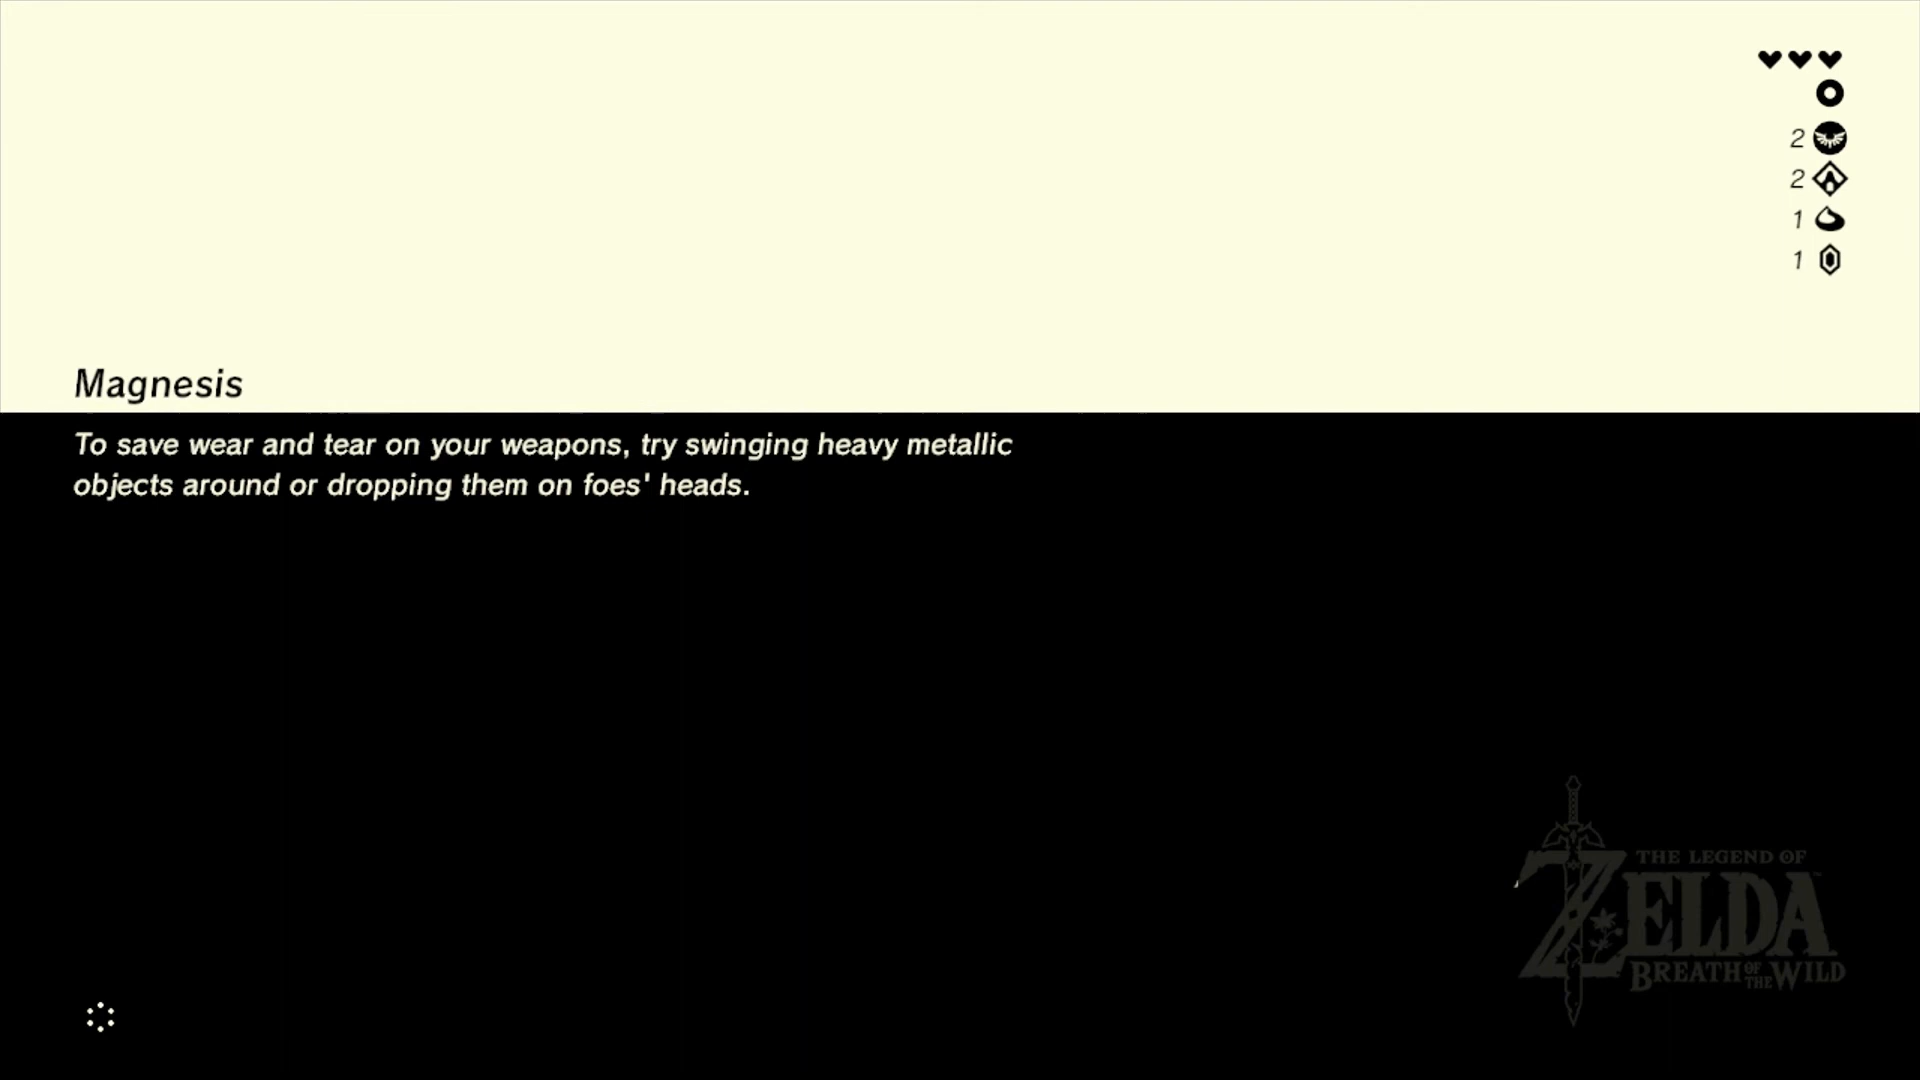 2
2
1
1
Magnesis
To save wear and tear on your weapons, try swinging heavy metallic
objects around or dropping them on foes' heads.
THE LEGEND OF
ZELDA
BREATH OF THE WILD